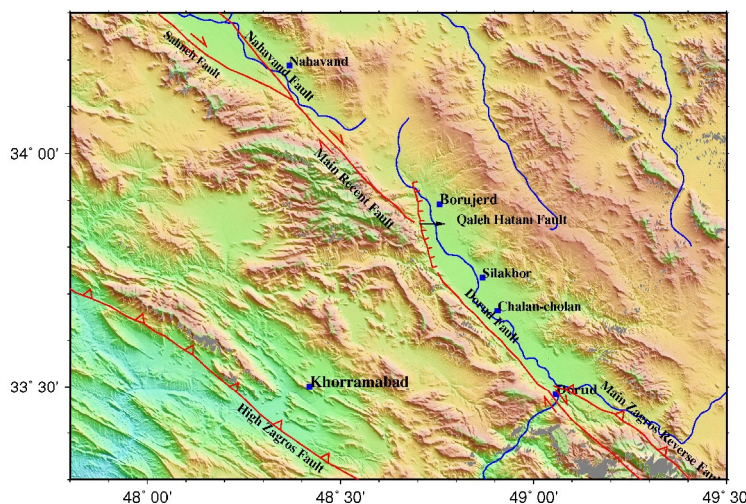 Sahneh Fault
Nahavand Fault
Nahavand
34° 00'
Main Recent Fault
Borujerd
Qaleh Hatam Fault
Silakhor
Dorud Fault
Chalan-cholan
33° 30'
Khorramabad
Dorud
Main Zagros Reverse Fault
High Zagros Fault
48° 00'
48° 30'
49° 00'
49° 30'